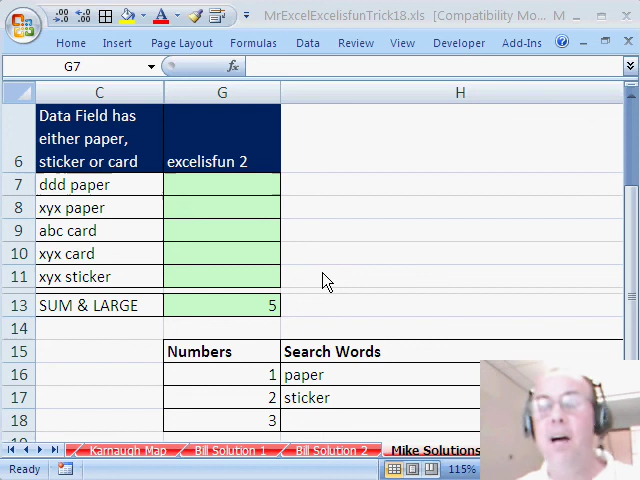 MrExcelExcelisfunTrick18.xls [Compatibility Mo...
Home Insert Page Layout Formulas Data Review View Developer Add-Ins
G7 fx
C G H
Data Field has
either paper,
6 sticker or card excelisfun 2
7 ddd paper
8 xyx paper
9 abc card
10 xyx card
11 xyx sticker
13 SUM & LARGE 5
14
15 Numbers Search Words
16 1 paper
17 2 sticker
18 3
Karnaugh Map Bill Solution 1 Bill Solution 2 Mike Solutions
Ready 115%